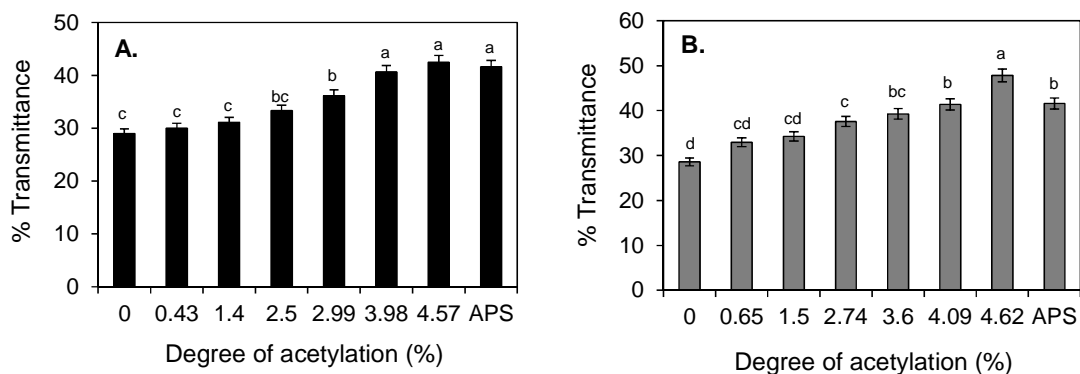 A.
% Transmittance
50
40
30
20
10
0
c c c bc b a a a
0 0.43 1.4 2.5 2.99 3.98 4.57 APS
Degree of acetylation (%)
B.
% Transmittance
60
50
40
30
20
10
0
d cd cd c bc b a b
0 0.65 1.5 2.74 3.6 4.09 4.62 APS
Degree of acetylation (%)